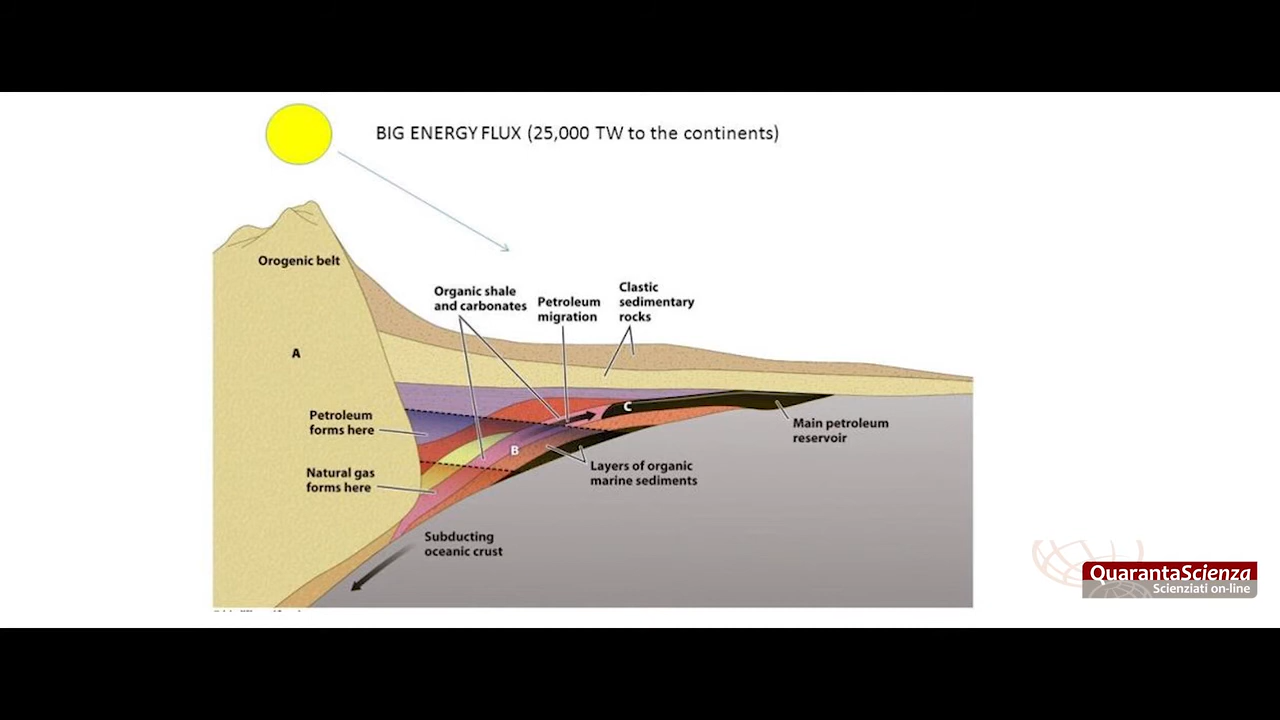 BIG ENERGY FLUX (25,000 TW to the continents)
Orogenic belt
Organic shale
and carbonates
Petroleum
migration
Clastic
sedimentary
rocks
A
Petroleum
forms here
C
Main petroleum
reservoir
B
Natural gas
forms here
Layers of organic
marine sediments
Subducting
oceanic crust
QuarantaScienza
Scienziati on-line